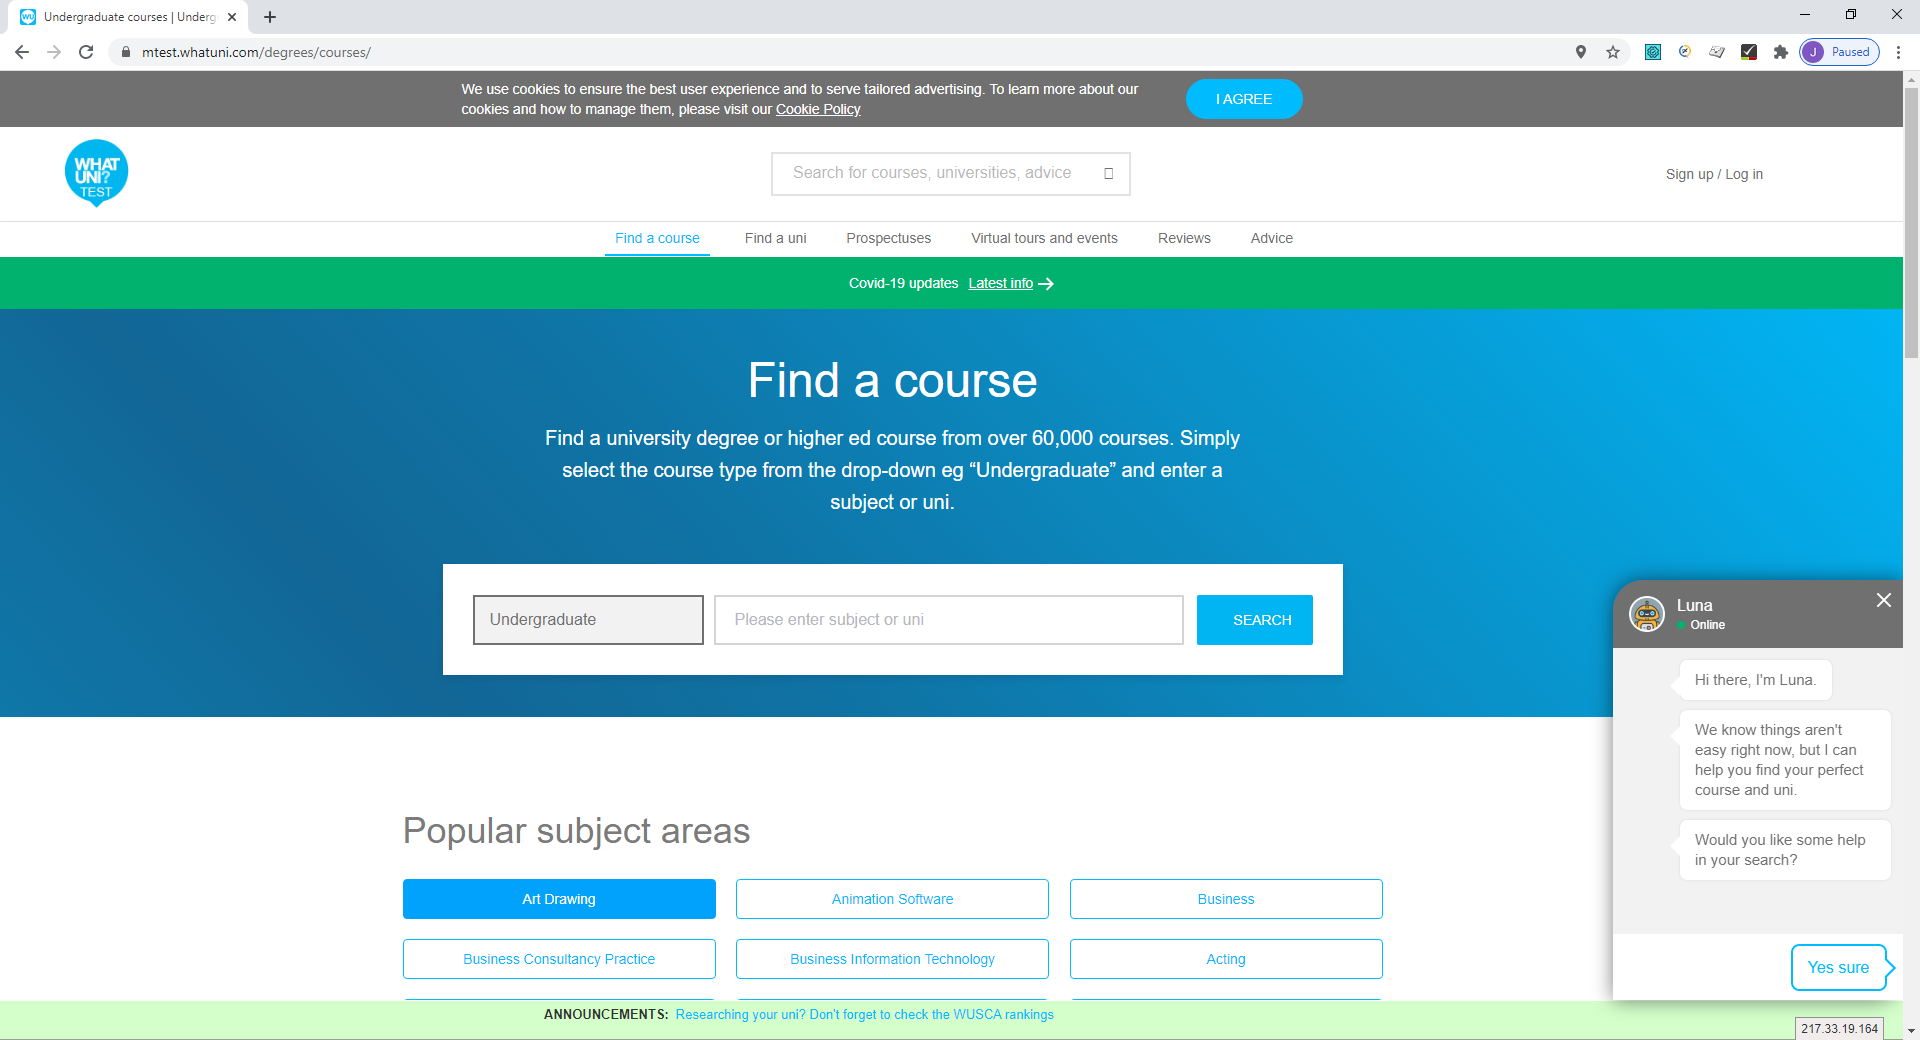 Undergraduate courses | Underg
mtest.whatuni.com/degrees/courses/
J Paused
We use cookies to ensure the best user experience and to serve tailored advertising. To learn more about our
cookies and how to manage them, please visit our Cookie Policy
I AGREE
WHAT
UNI?
TEST
Search for courses, universities, advice
Sign up / Log in
Find a course Find a uni Prospectuses Virtual tours and events Reviews Advice
Covid-19 updates Latest info
Find a course
Find a university degree or higher ed course from over 60,000 courses. Simply
select the course type from the drop-down eg “Undergraduate” and enter a
subject or uni.
Undergraduate Please enter subject or uni SEARCH
Luna
Online
Hi there, I'm Luna.
We know things aren't
easy right now, but I can
help you find your perfect
course and uni.
Would you like some help
in your search?
Yes sure
Popular subject areas
Art Drawing Animation Software Business
Business Consultancy Practice Business Information Technology Acting
ANNOUNCEMENTS: Researching your uni? Don't forget to check the WUSCA rankings
217.33.19.164